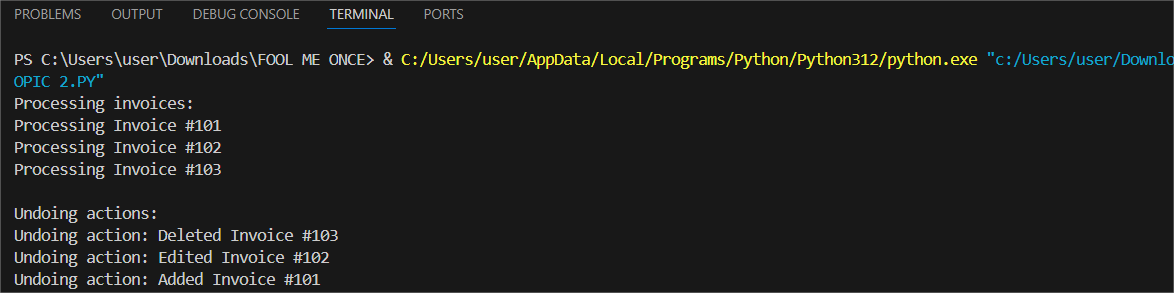 PROBLEMS OUTPUT DEBUG CONSOLE TERMINAL PORTS
PS C:\Users\user\Downloads\FOOL ME ONCE> & C:/Users/user/AppData/Local/Programs/Python/Python312/python.exe "c:/Users/user/Downlo
OPIC 2.PY"
Processing invoices:
Processing Invoice #101
Processing Invoice #102
Processing Invoice #103
Undoing actions:
Undoing action: Deleted Invoice #103
Undoing action: Edited Invoice #102
Undoing action: Added Invoice #101